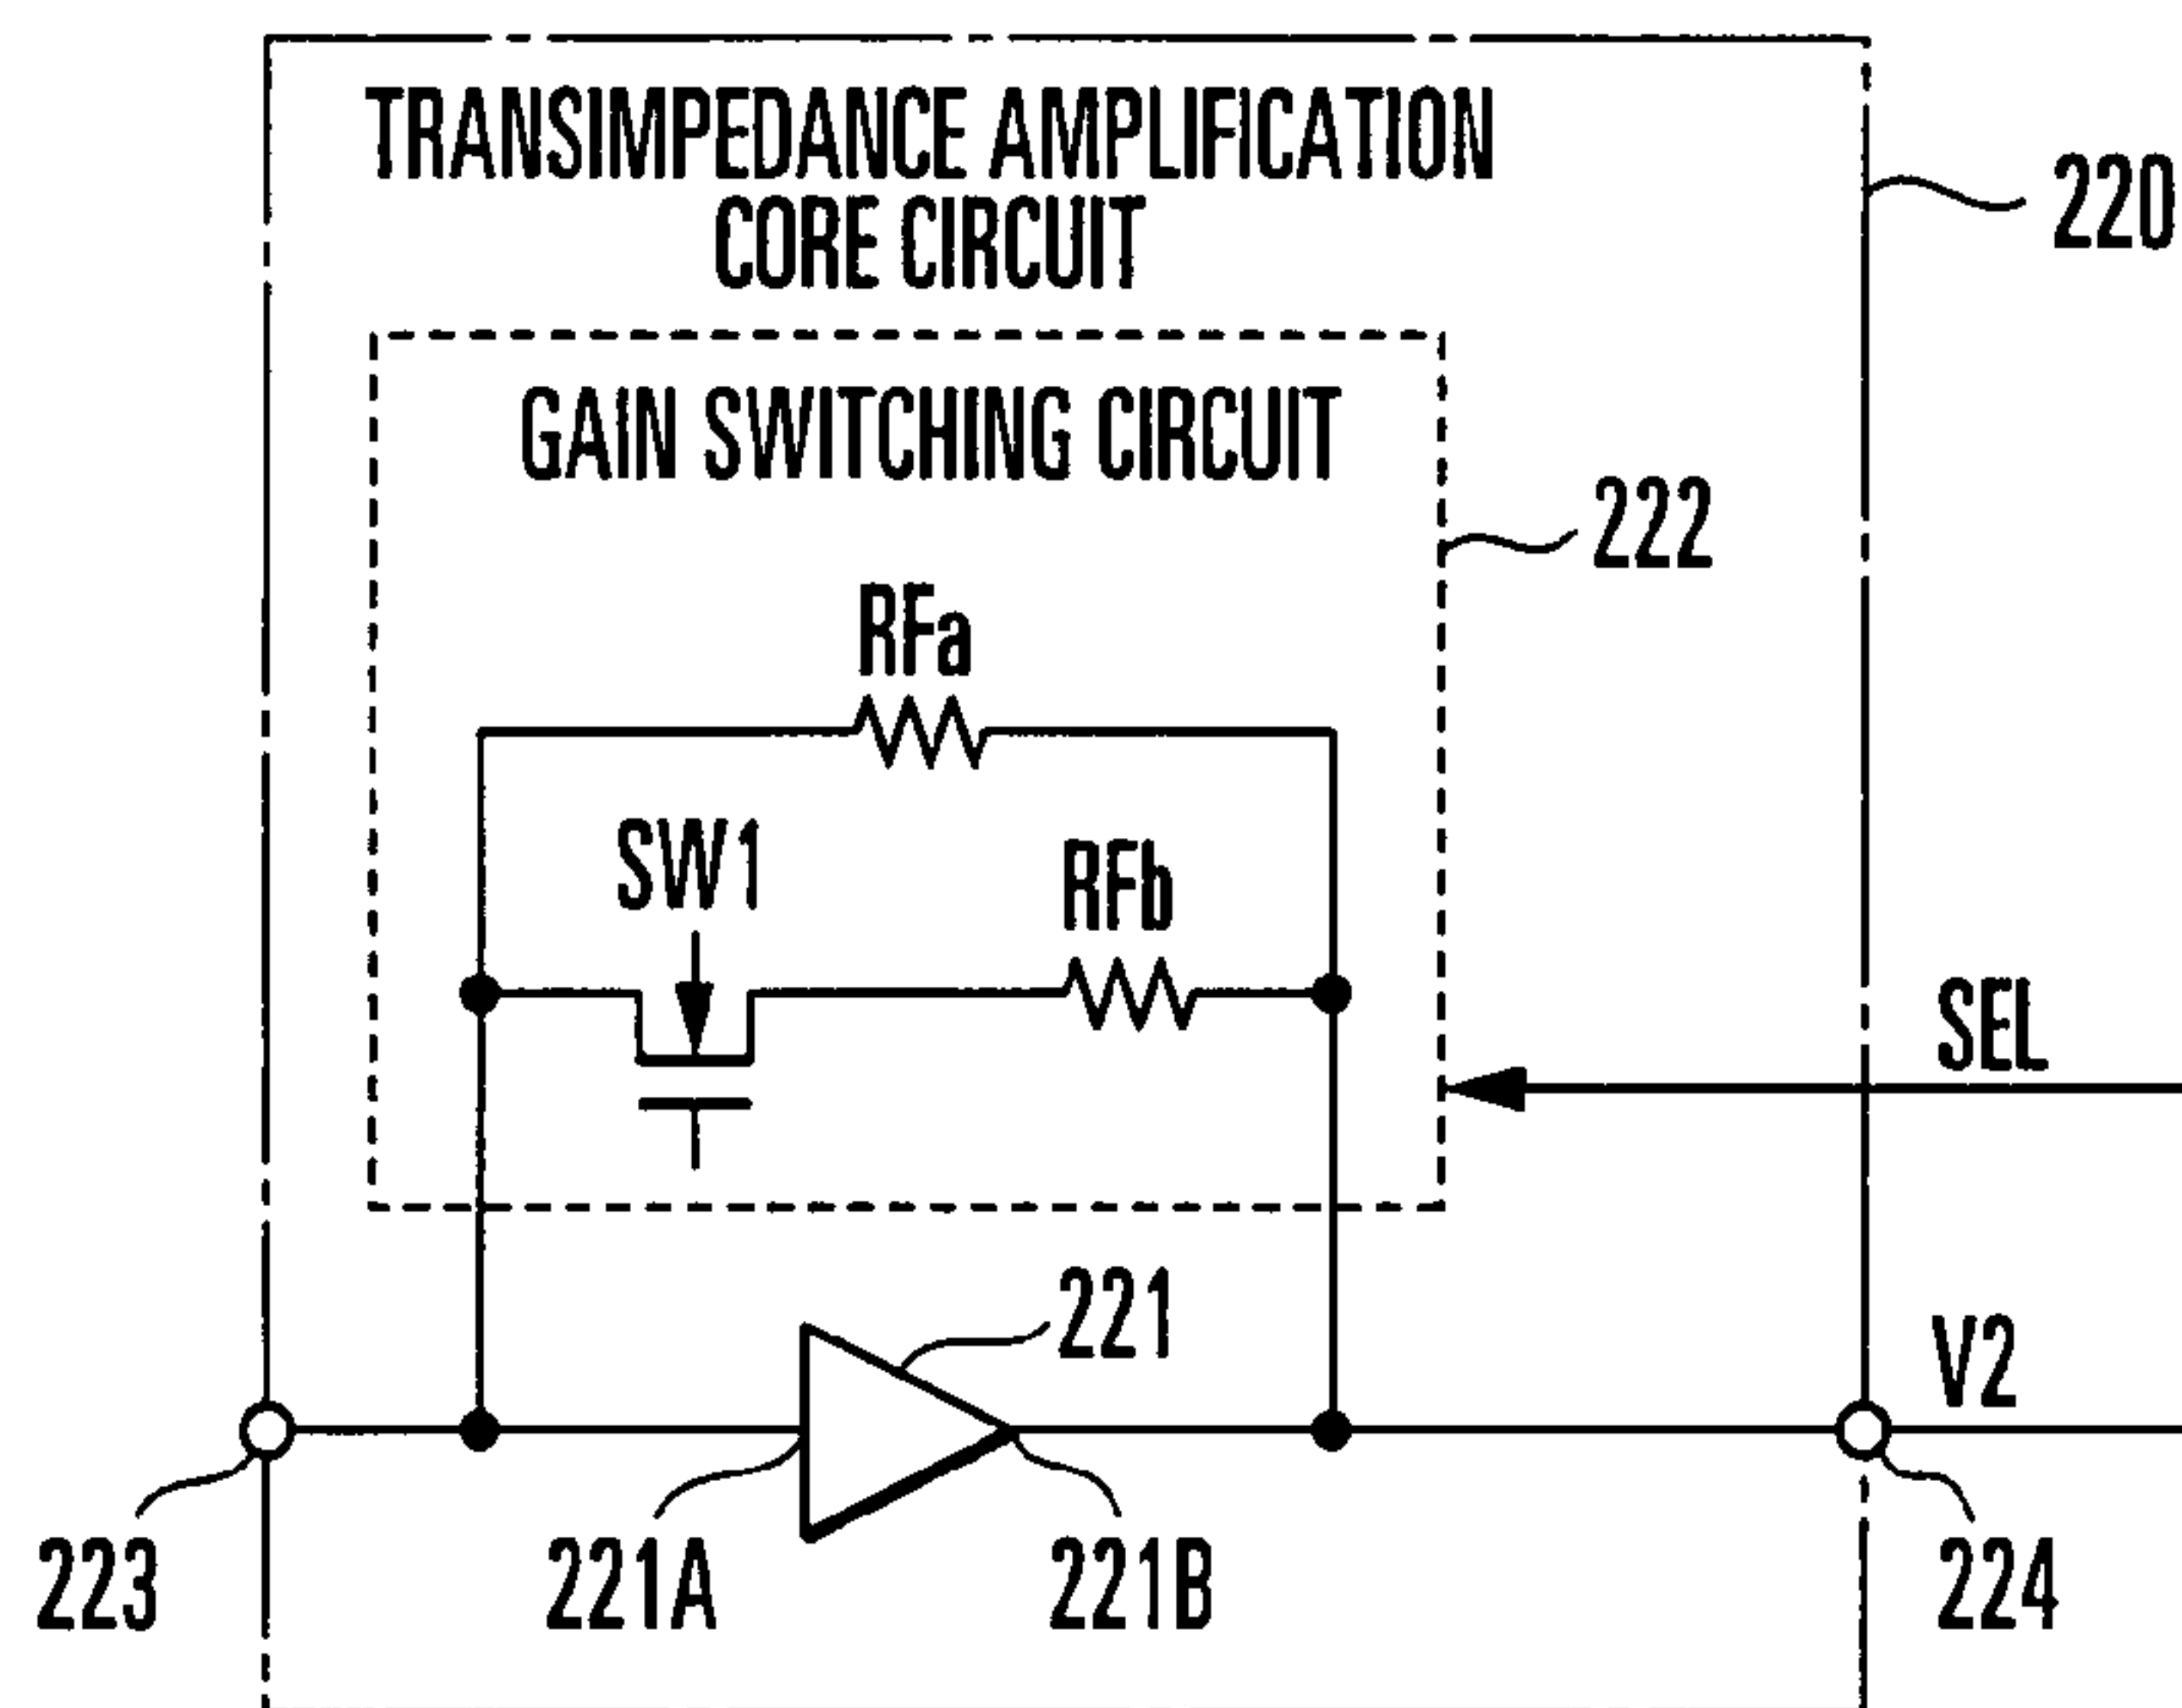 TRANSIMPEDANCE AMPLIFICATION
CORE CIRCUIT
220
GAIN SWITCHING CIRCUIT
222
RFa
SW1
RFb
SEL
221
V2
223
221A
221B
224